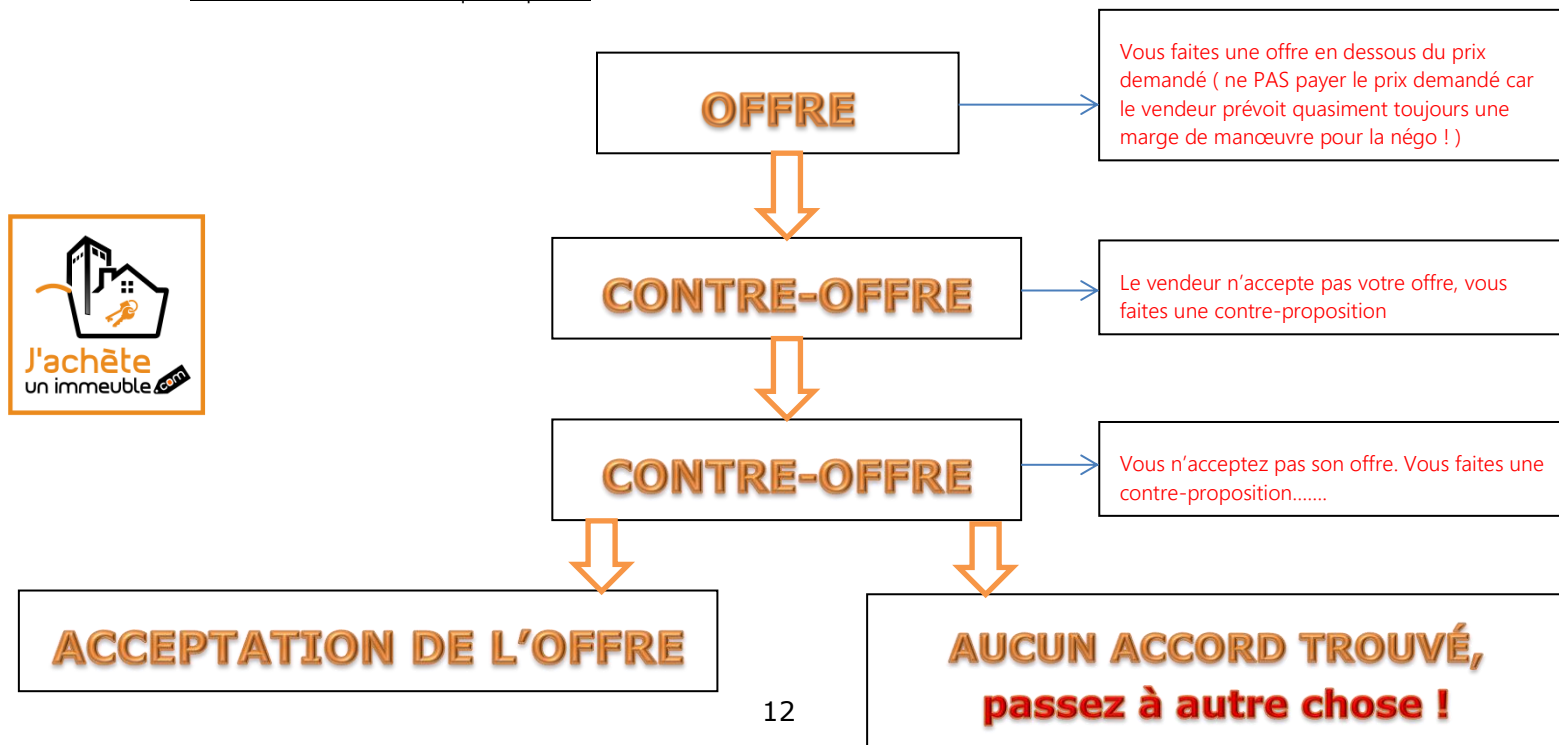 OFFRE
Vous faites une offre en dessous du prix
demandé ( ne PAS payer le prix demandé car
le vendeur prévoit quasiment toujours une
marge de manœuvre pour la négo ! )
CONTRE-OFFRE
Le vendeur n’accepte pas votre offre, vous
faites une contre-proposition
J'achète
un immeuble.com
CONTRE-OFFRE
Vous n’acceptez pas son offre. Vous faites une
contre-proposition…….
ACCEPTATION DE L’OFFRE
AUCUN ACCORD TROUVÉ,
passez à autre chose !
12